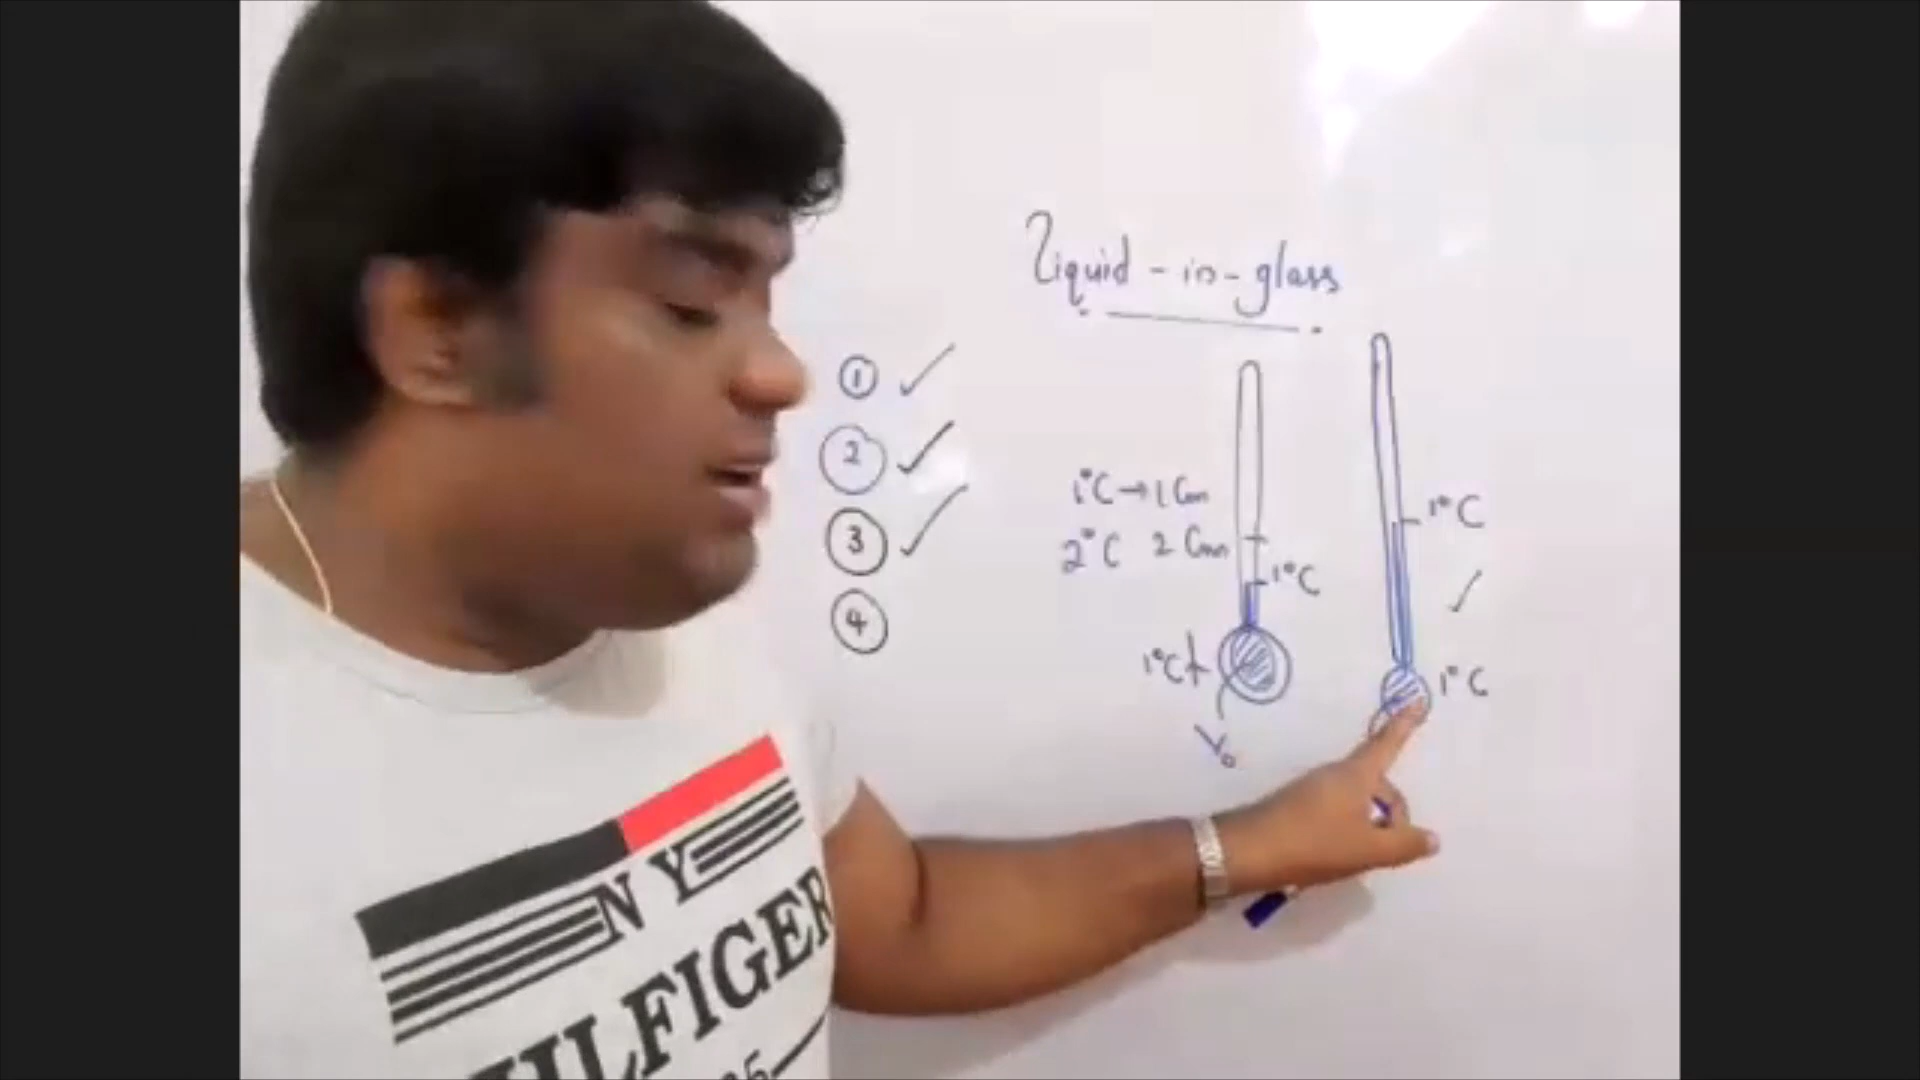 Liquid-in-glass
1 ✓
2 ✓
3 ✓
4
1°C → 1 Cm
2°C 2 Cm
1°C
1°C
V₀
1°C
1°C
NY
HILFIGER